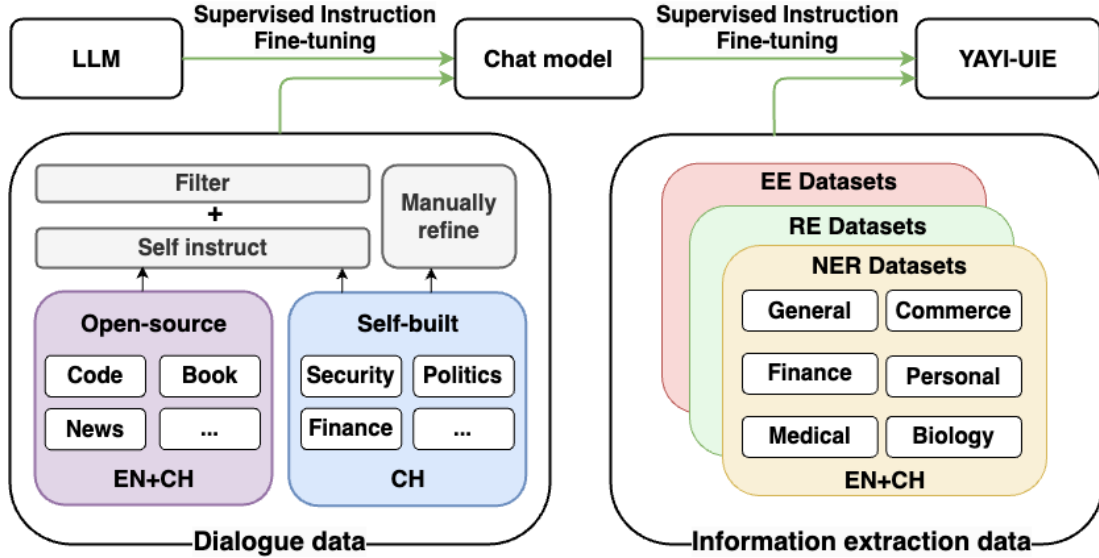 Supervised Instruction
Fine-tuning
Supervised Instruction
Fine-tuning
LLM
Chat model
YAYI-UIE
Filter
+
Self instruct
Manually
refine
Open-source
Code
Book
News
...
EN+CH
Self-built
Security
Politics
Finance
...
CH
Dialogue data
EE Datasets
RE Datasets
NER Datasets
General
Commerce
Finance
Personal
Medical
Biology
EN+CH
Information extraction data